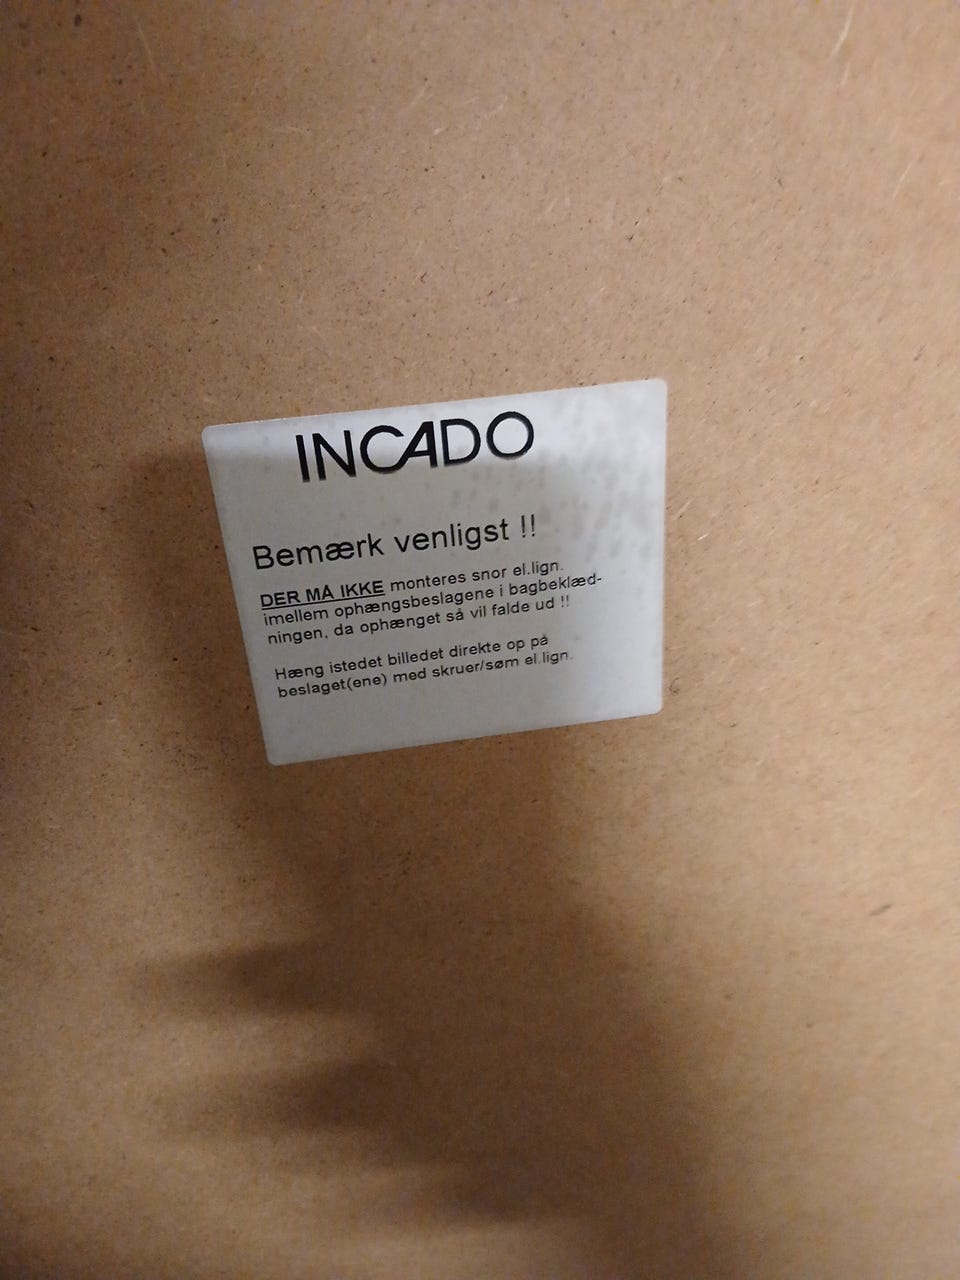 INCADO
Bemærk venligst !!
DER MÅ IKKE monteres snor el.lign.
imellem ophængsbeslagene i bagbeklæd-
ningen, da ophænget så vil falde ud !!
Hæng istedet billedet direkte op på
beslaget(ene) med skruer/søm el.lign.